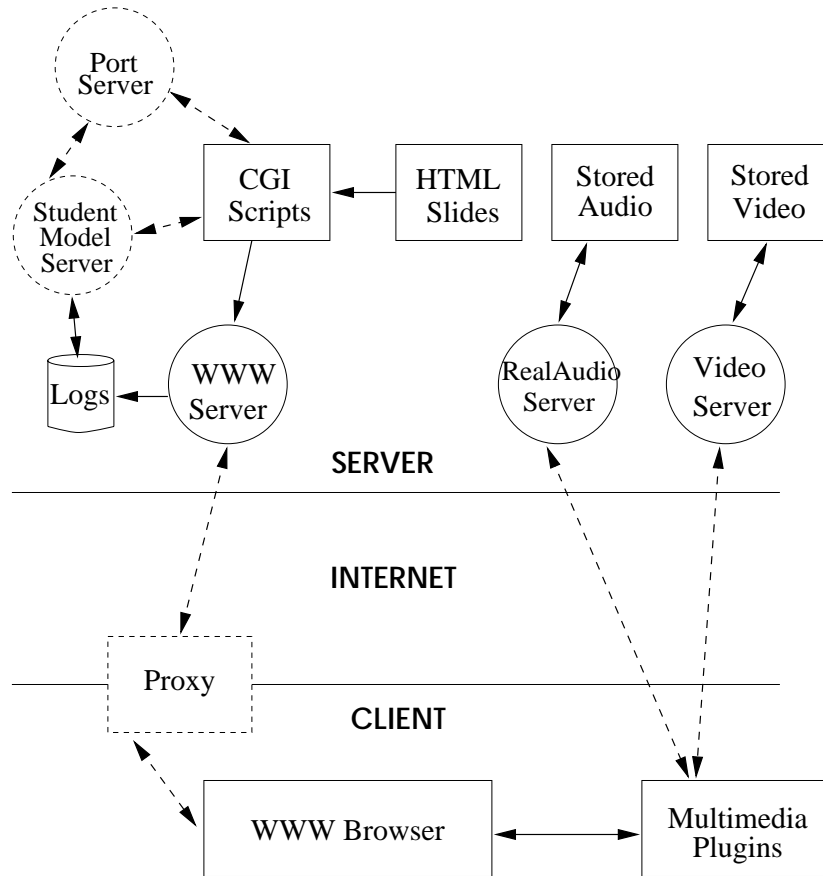 Port
Server
CGI
Scripts
HTML
Slides
Stored
Audio
Stored
Video
Student
Model
Server
Logs
WWW
Server
RealAudio
Server
Video
Server
SERVER
INTERNET
Proxy
CLIENT
WWW Browser
Multimedia
Plugins